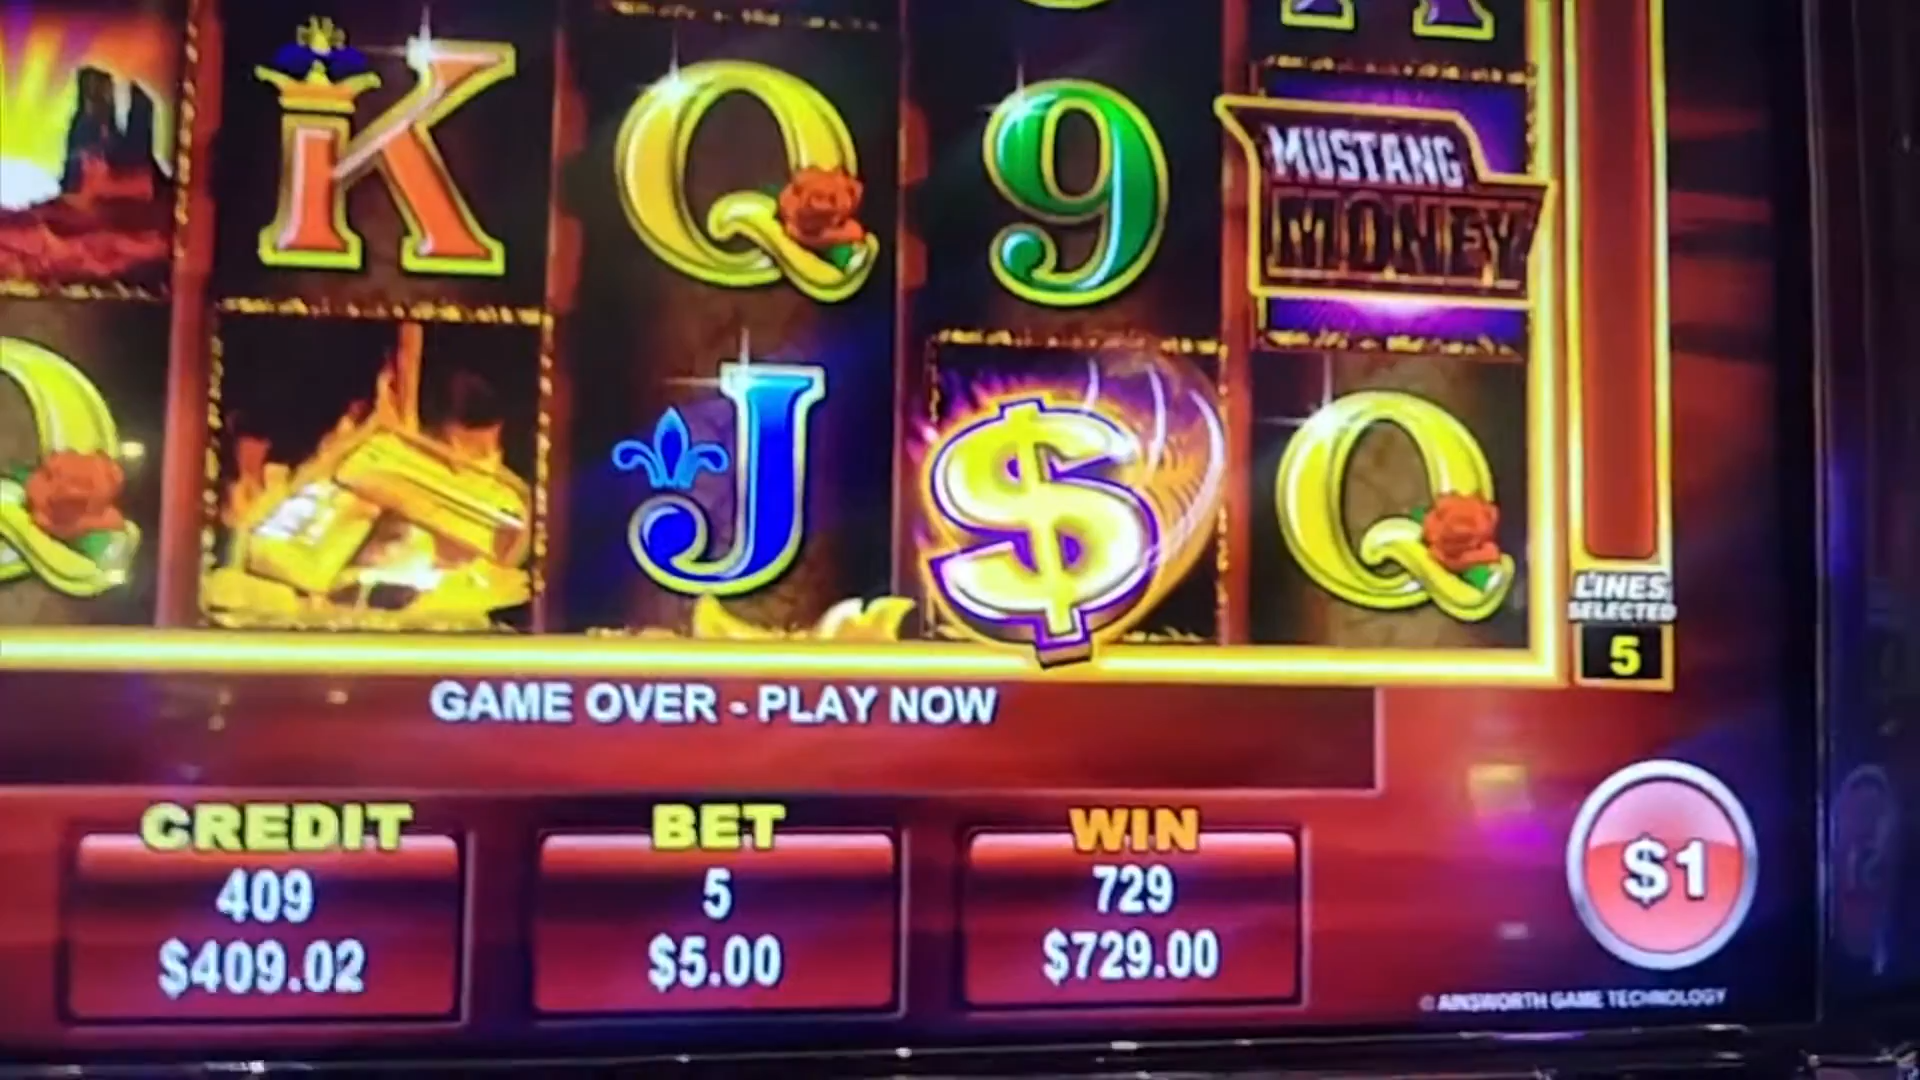 A
K
Q
9
MUSTANG
MONEY
Q
J
$
Q
LINES
SELECTED
5
GAME OVER - PLAY NOW
CREDIT
BET
WIN
409
5
729
$409.02
$5.00
$729.00
$1
© AINSWORTH GAME TECHNOLOGY